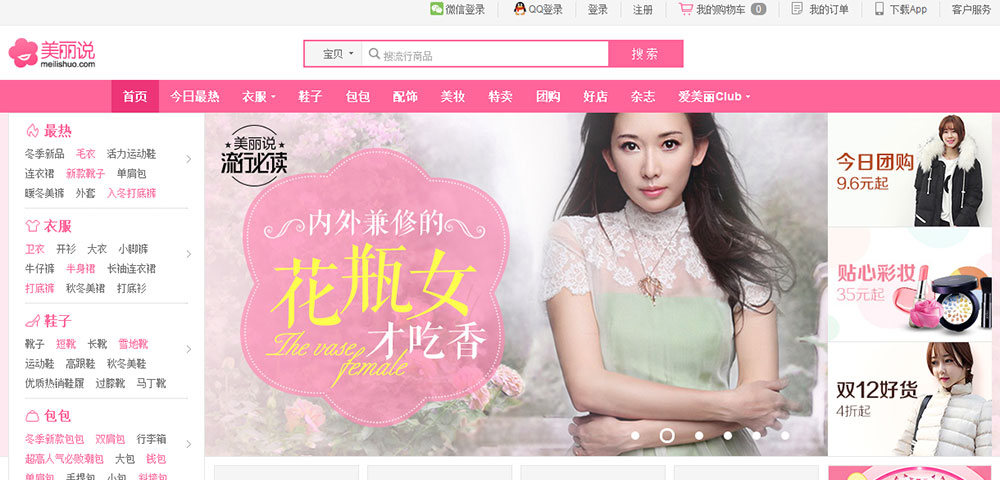 微信登录 QQ登录 登录 注册 我的购物车 0 我的订单 下载App 客户服务
美丽说
meilishuo.com
宝贝 搜流行商品 搜索
首页 今日最热 衣服 鞋子 包包 配饰 美妆 特卖 团购 好店 杂志 爱美丽Club
最热
冬季新品 毛衣 活力运动鞋
连衣裙 新款靴子 单肩包
暖冬美裤 外套 入冬打底裤
衣服
卫衣 开衫 大衣 小脚裤
牛仔裤 半身裙 长袖连衣裙
打底裤 秋冬美裙 打底衫
鞋子
靴子 短靴 长靴 雪地靴
运动鞋 高跟鞋 秋冬美鞋
优质热销鞋履 过膝靴 马丁靴
包包
冬季新款包包 双肩包 行李箱
超高人气必败潮包 大包 钱包
单肩包 手提包 小包 斜挎包
美丽说
流行必读
内外兼修的
花瓶女
才吃香
The vase
female
今日团购
9.6元起
贴心彩妆
35元起
双12好货
4折起